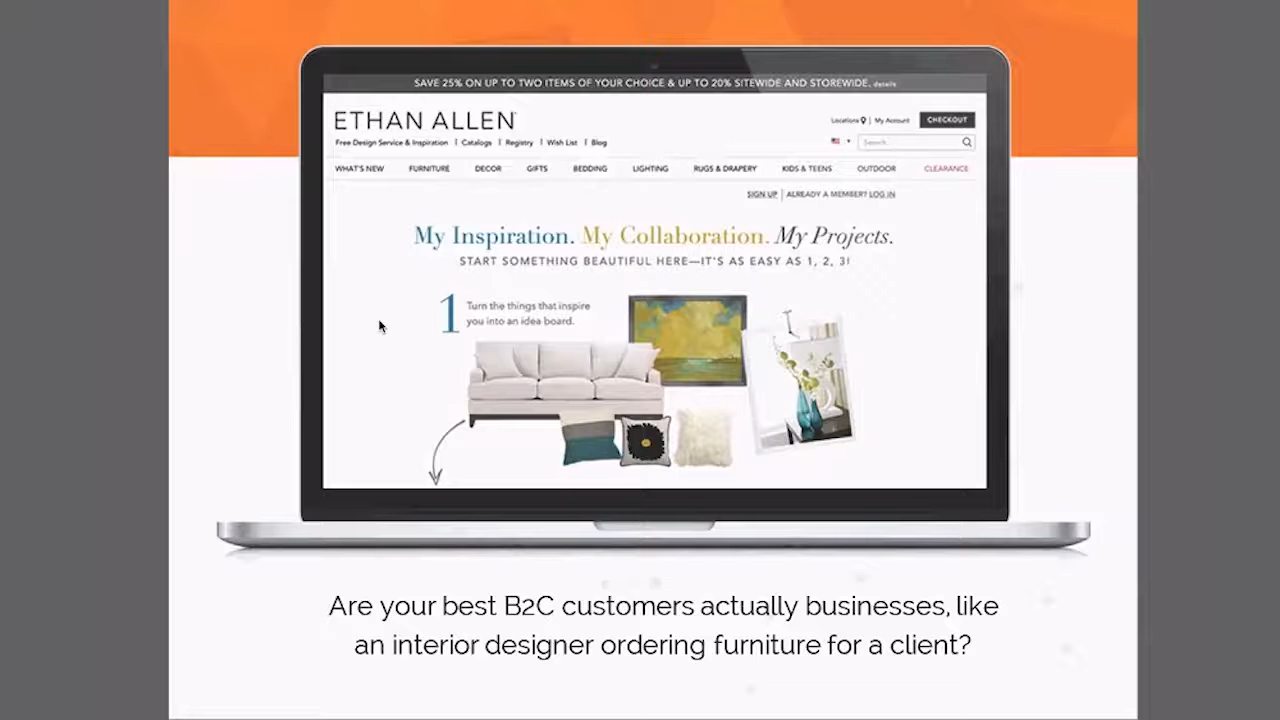 SAVE 25% ON UP TO TWO ITEMS OF YOUR CHOICE & UP TO 20% SITEWIDE AND STOREWIDE. details
ETHAN ALLEN
Locations | My Account CHECKOUT
Free Design Service & Inspiration | Catalogs | Registry | Wish List | Blog
Search
WHAT'S NEW FURNITURE DECOR GIFTS BEDDING LIGHTING RUGS & DRAPERY KIDS & TEENS OUTDOOR CLEARANCE
SIGN UP | ALREADY A MEMBER? LOG IN
My Inspiration. My Collaboration. My Projects.
START SOMETHING BEAUTIFUL HERE—IT'S AS EASY AS 1, 2, 3!
1 Turn the things that inspire
you into an idea board.
Are your best B2C customers actually businesses, like
an interior designer ordering furniture for a client?